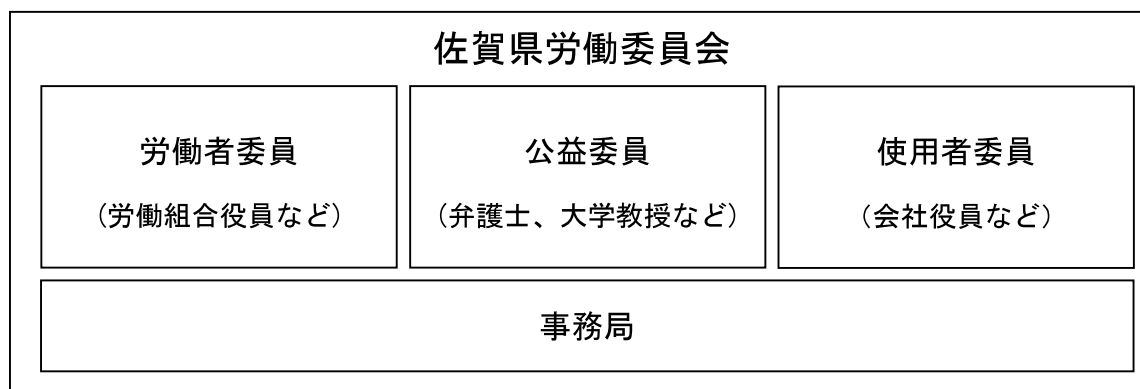 佐賀県労働委員会
労働者委員
（労働組合役員など）
公益委員
（弁護士、大学教授など）
使用者委員
（会社役員など）
事務局